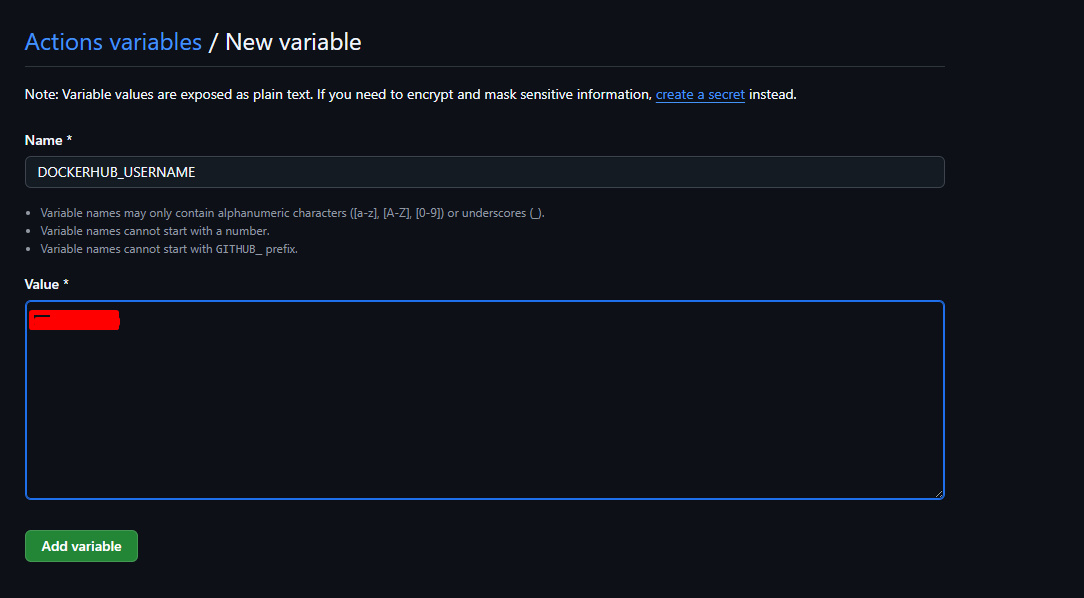 Actions variables / New variable
Note: Variable values are exposed as plain text. If you need to encrypt and mask sensitive information, create a secret instead.
Name *
DOCKERHUB_USERNAME
Variable names may only contain alphanumeric characters ([a-z], [A-Z], [0-9]) or underscores (_).
Variable names cannot start with a number.
Variable names cannot start with GITHUB_ prefix.
Value *
Add variable